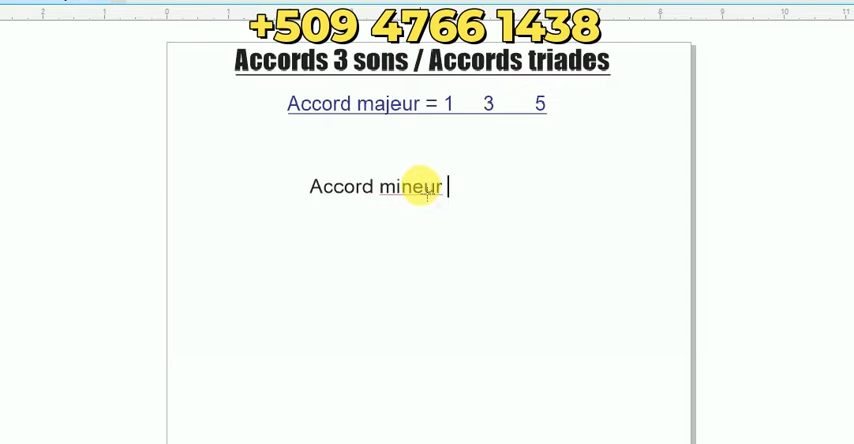 +509 4766 1438
Accords 3 sons / Accords triades
Accord majeur = 1 3 5
Accord mineur